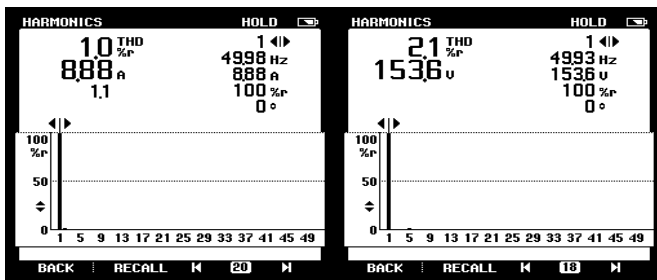 HARMONICS HOLD
1.0 THD %r 1
49.98 Hz
8.88 A 8.88 A
1.1 100 %r
0 °
100
%r
50
0
1 5 9 13 17 21 25 29 33 37 41 45 49
BACK RECALL 20
HARMONICS HOLD
2.1 THD %r 1
49.93 Hz
153.6 V 153.6 V
100 %r
0 °
100
%r
50
0
1 5 9 13 17 21 25 29 33 37 41 45 49
BACK RECALL 18